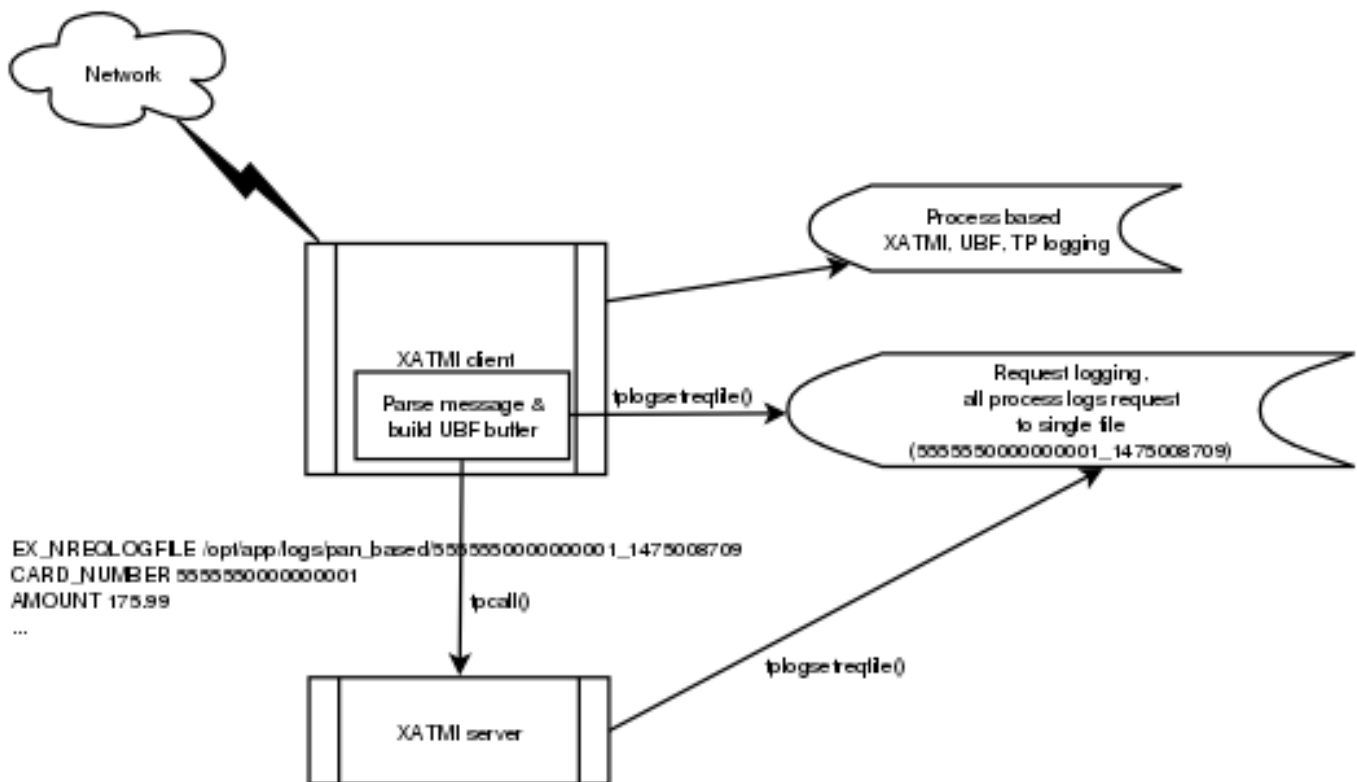 Network
Process based
XATMI, UBF, TP logging
XATMI client
Parse message &
build UBF buffer
tplogsetreqfile()
Request logging,
all process logs request
to single file
(5555550000000001_1475008709)
EX_NREQLOGFILE /opt/app/logs/pan_based/5555550000000001_1475008709
CARD_NUMBER 5555550000000001
AMOUNT 175.99
...
tpcall()
tplogsetreqfile()
XATMI server